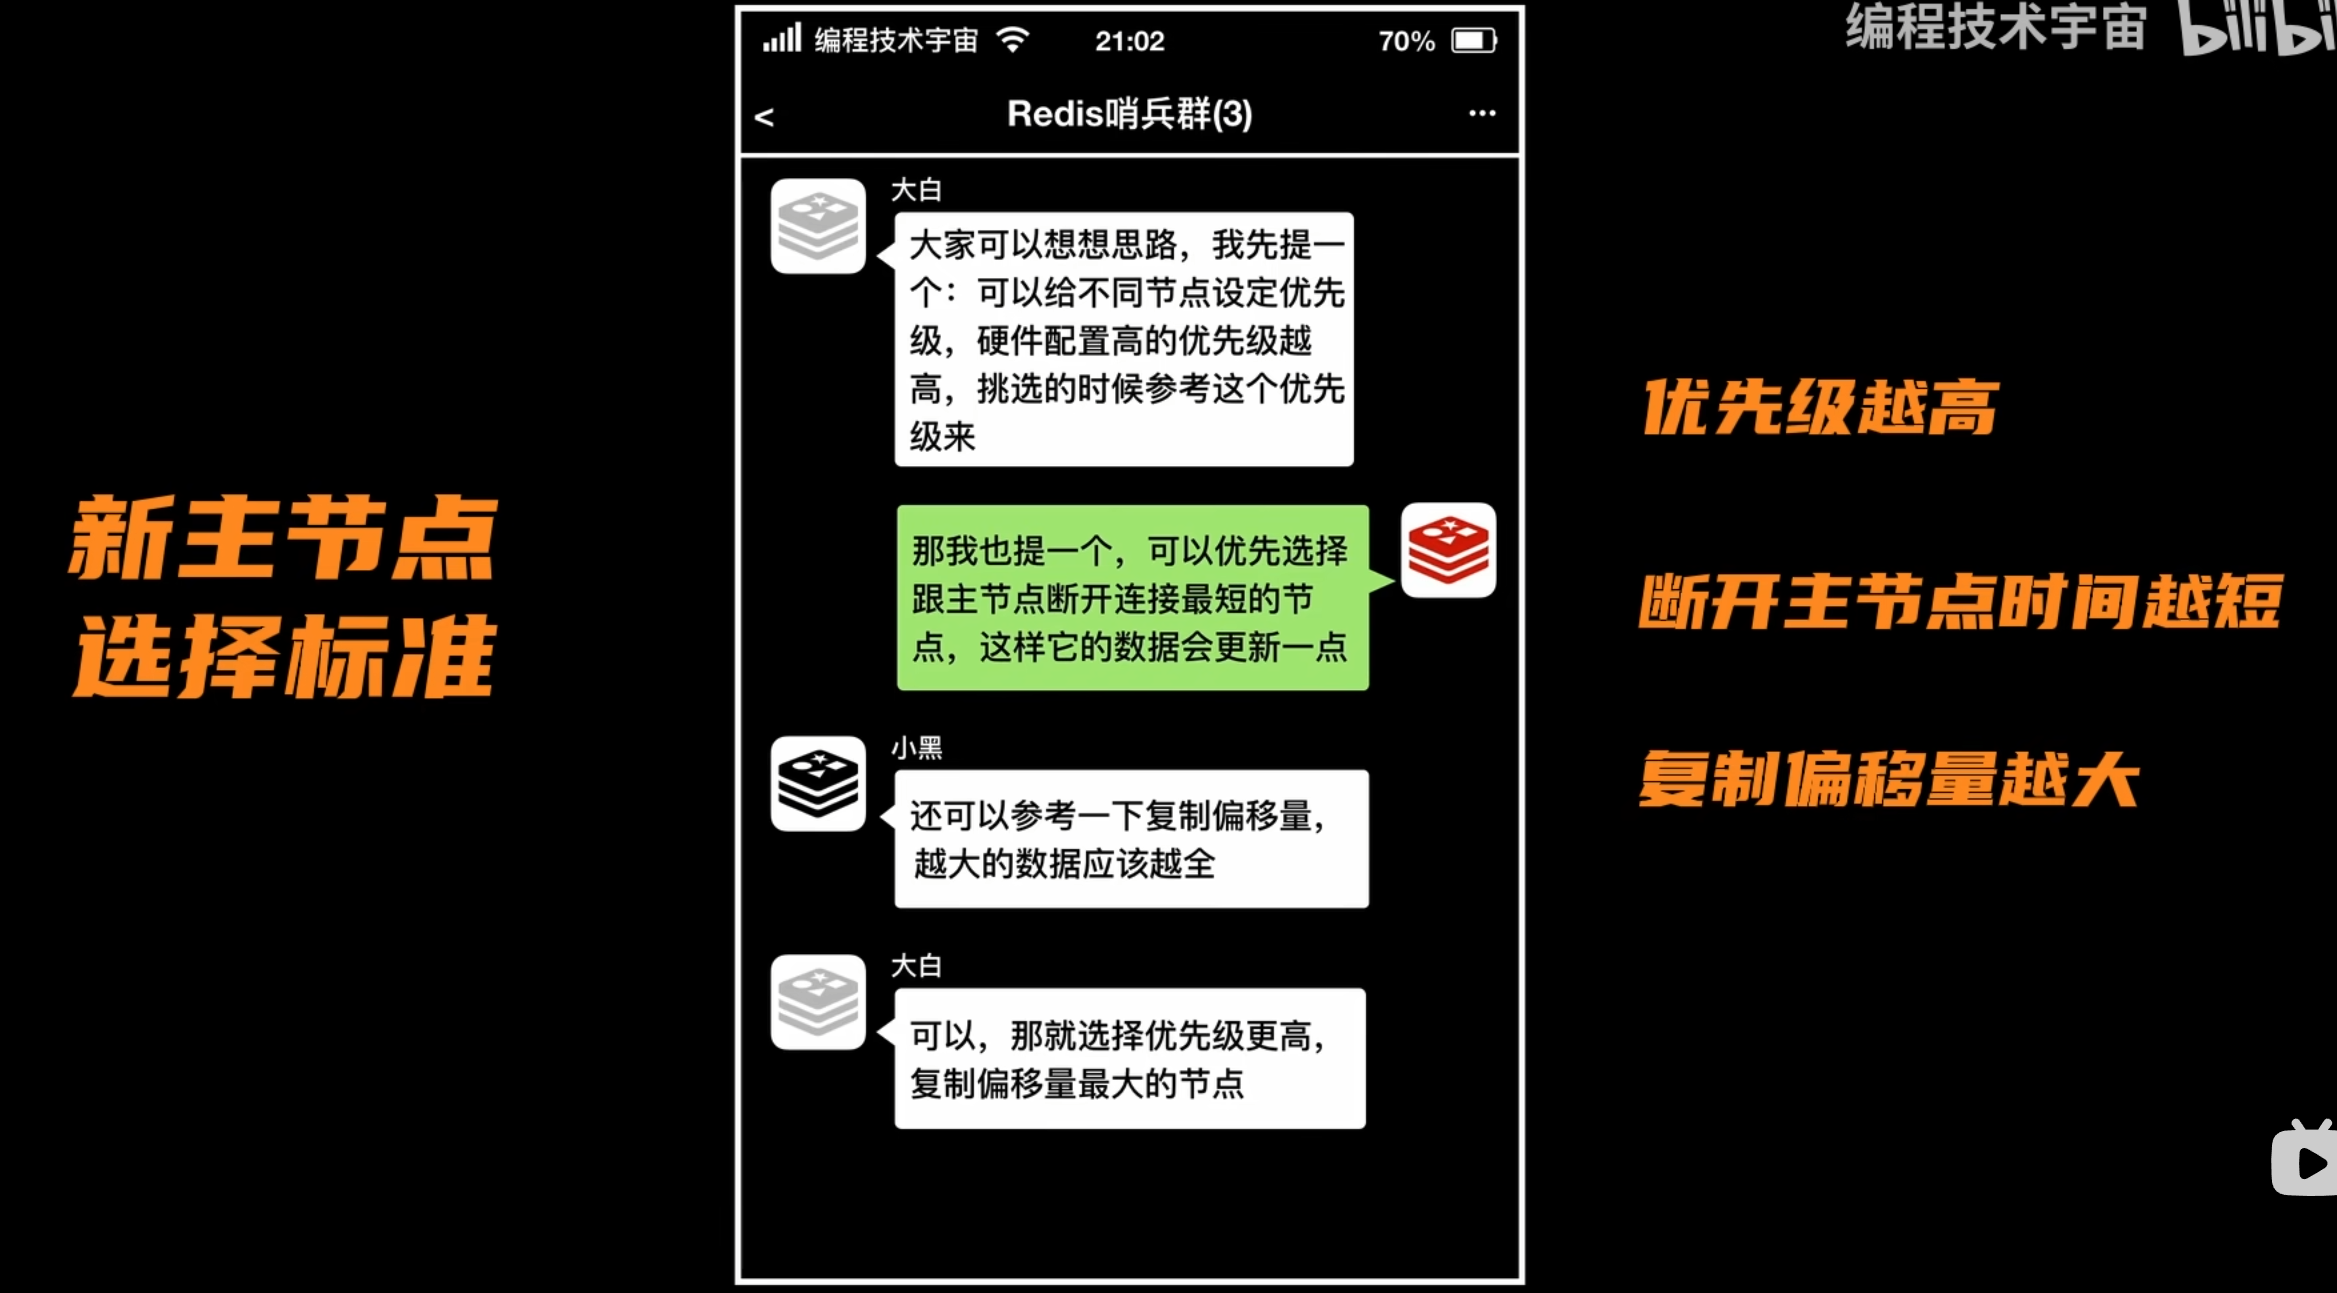 编程技术宇宙
编程技术宇宙 21:02 70%
< Redis哨兵群(3) ...
大白
大家可以想想思路，我先提一
个：可以给不同节点设定优先
级，硬件配置高的优先级越
高，挑选的时候参考这个优先
级来
那我也提一个，可以优先选择
跟主节点断开连接最短的节
点，这样它的数据会更新一点
小黑
还可以参考一下复制偏移量，
越大的数据应该越全
大白
可以，那就选择优先级更高，
复制偏移量最大的节点
新主节点
选择标准
优先级越高
断开主节点时间越短
复制偏移量越大